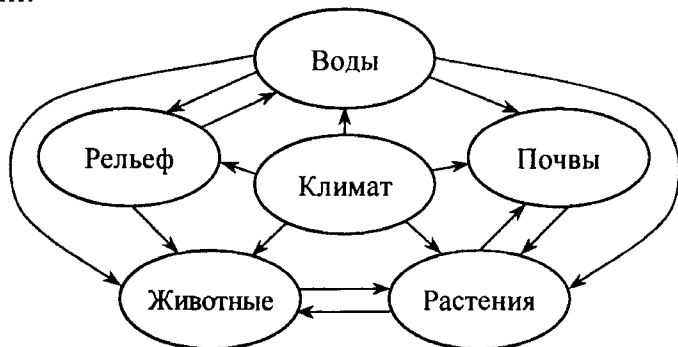 Воды
Рельеф
Почвы
Климат
Животные
Растения